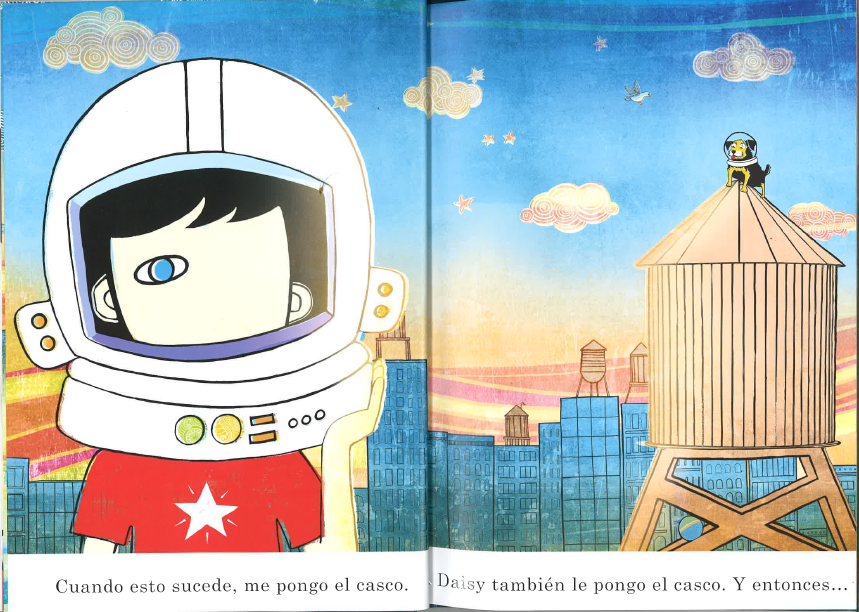 Cuando esto sucede, me pongo el casco.
Daisy también le pongo el casco. Y entonces...